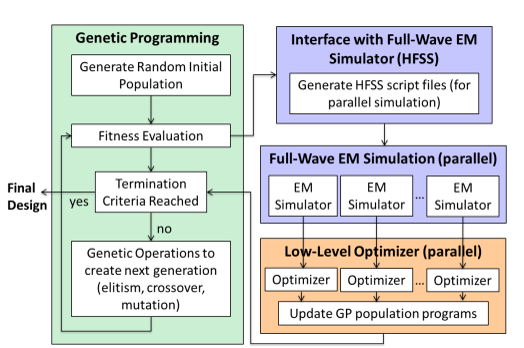 Genetic Programming
Generate Random Initial
Population
Fitness Evaluation
Termination
Criteria Reached
yes
Final
Design
no
Genetic Operations to
create next generation
(elitism, crossover,
mutation)
Interface with Full-Wave EM
Simulator (HFSS)
Generate HFSS script files (for
parallel simulation)
Full-Wave EM Simulation (parallel)
EM
Simulator
EM
Simulator
...
EM
Simulator
Low-Level Optimizer (parallel)
Optimizer
Optimizer
...
Optimizer
Update GP population programs